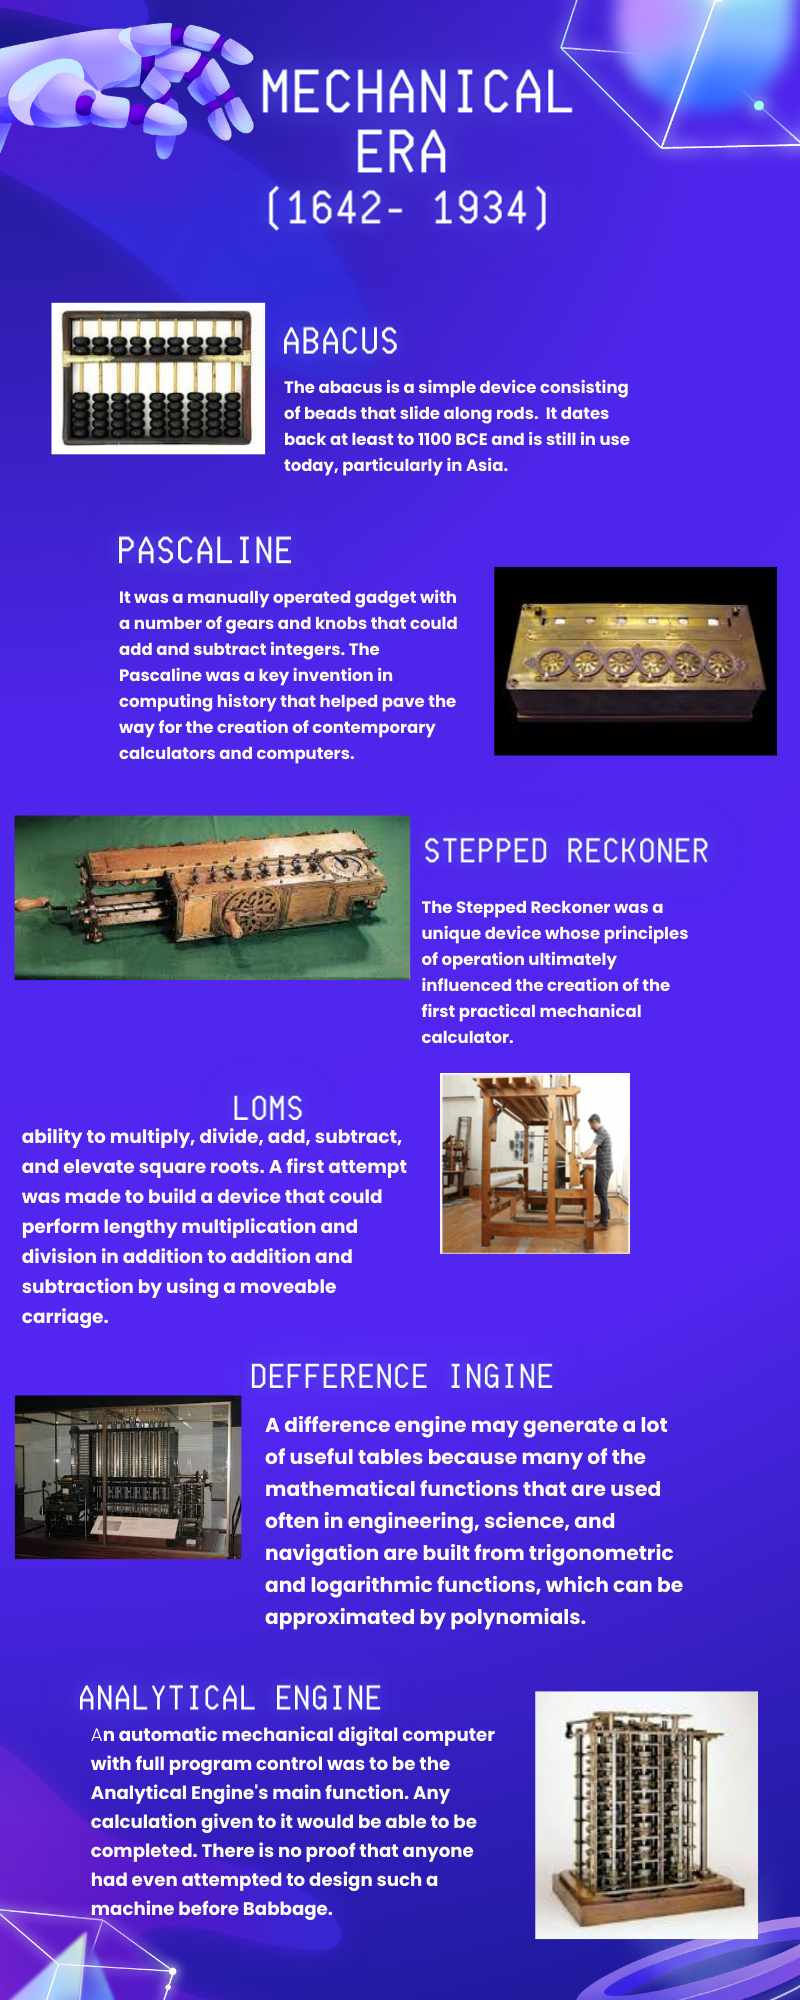 MECHANICAL
ERA
(1642- 1934)
ABACUS
The abacus is a simple device consisting
of beads that slide along rods. It dates
back at least to 1100 BCE and is still in use
today, particularly in Asia.
PASCALINE
It was a manually operated gadget with
a number of gears and knobs that could
add and subtract integers. The
Pascaline was a key invention in
computing history that helped pave the
way for the creation of contemporary
calculators and computers.
STEPPED RECKONER
The Stepped Reckoner was a
unique device whose principles
of operation ultimately
influenced the creation of the
first practical mechanical
calculator.
LOMS
ability to multiply, divide, add, subtract,
and elevate square roots. A first attempt
was made to build a device that could
perform lengthy multiplication and
division in addition to addition and
subtraction by using a moveable
carriage.
DEFFERENCE INGINE
A difference engine may generate a lot
of useful tables because many of the
mathematical functions that are used
often in engineering, science, and
navigation are built from trigonometric
and logarithmic functions, which can be
approximated by polynomials.
ANALYTICAL ENGINE
An automatic mechanical digital computer
with full program control was to be the
Analytical Engine's main function. Any
calculation given to it would be able to be
completed. There is no proof that anyone
had even attempted to design such a
machine before Babbage.